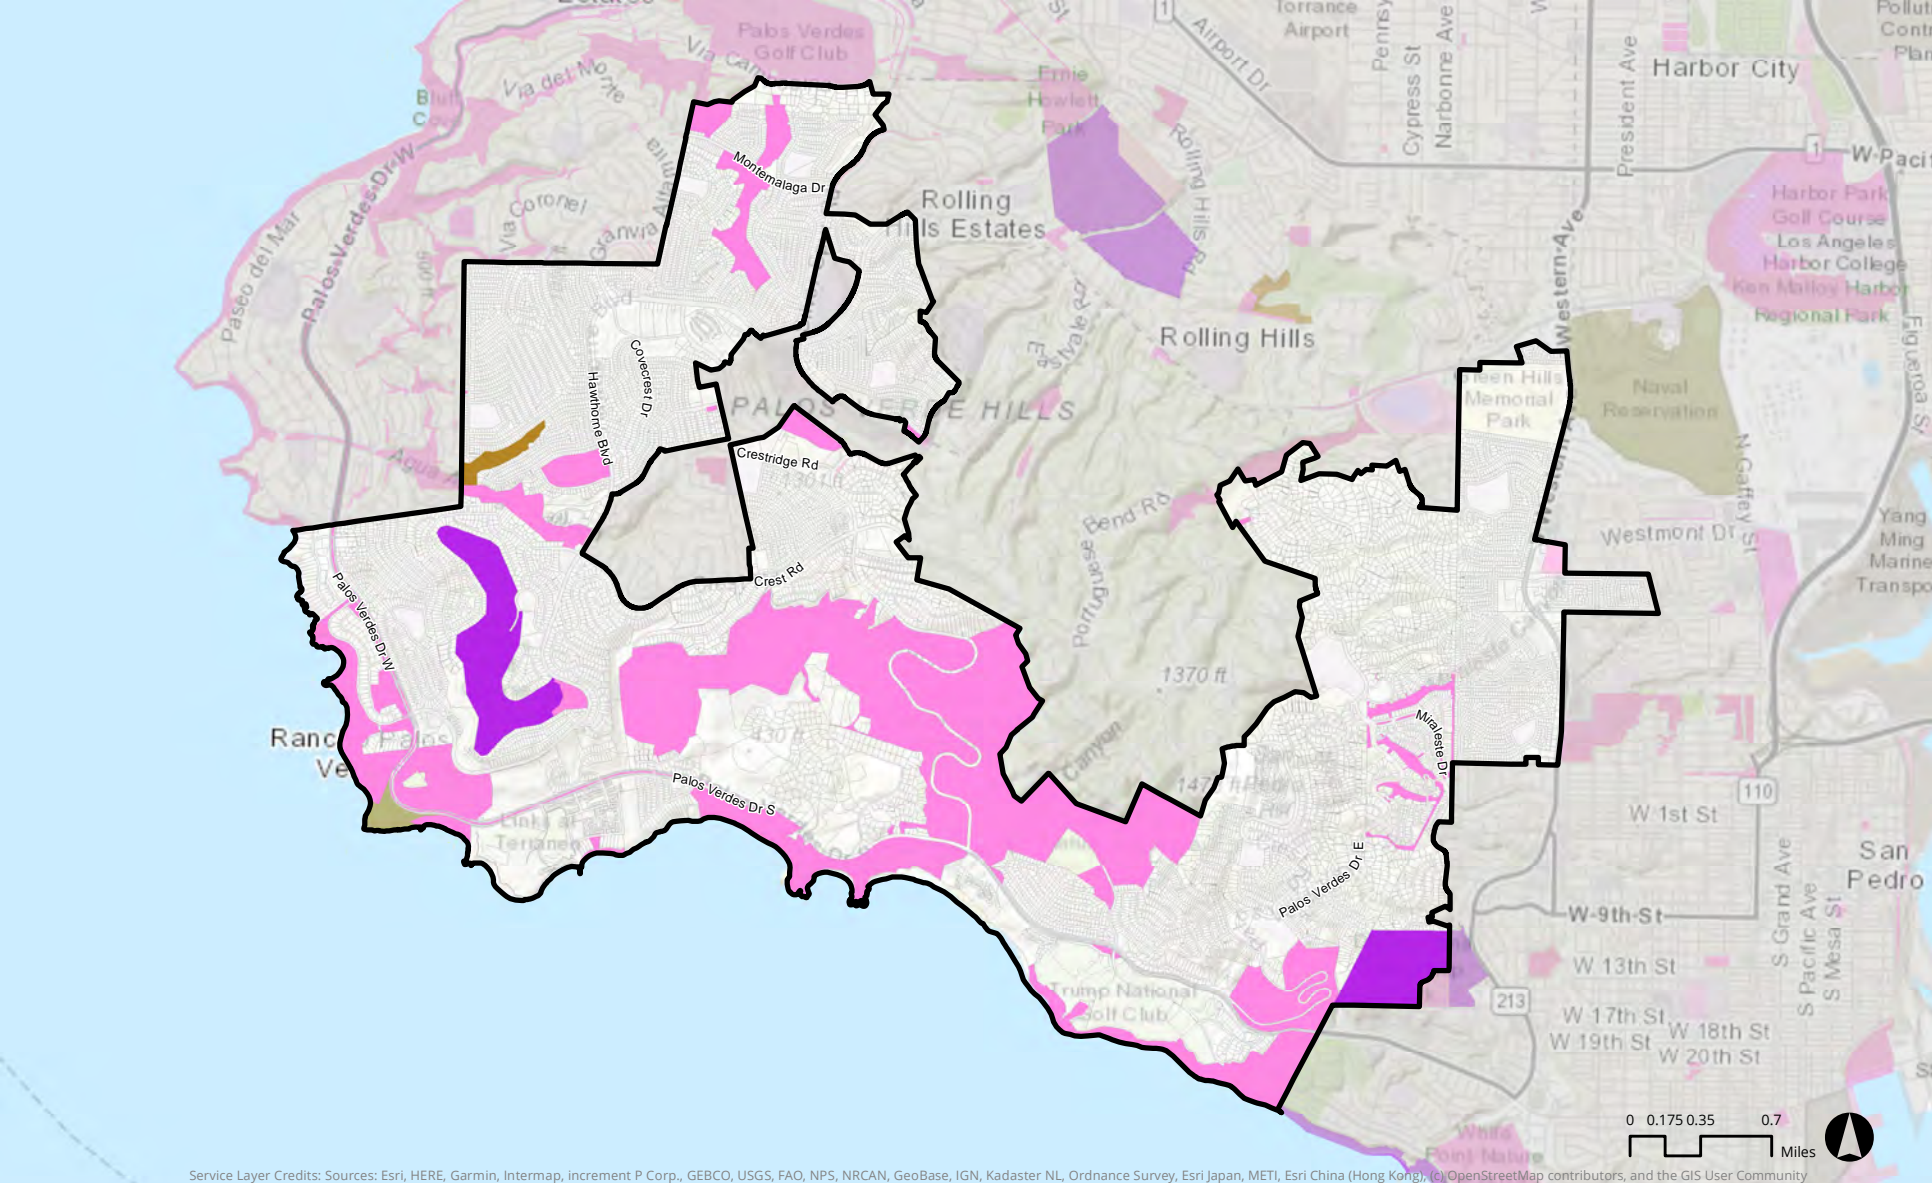 Palos Verdes
Golf Club
Via del Monte
Bluff
Ernie
Howlett
Park
Airport Dr
1
Torrance
Airport
Cypress St
Narbonne Ave
President Ave
Harbor City
1
W-Pacif
Harbor Park
Golf Course
Los Angeles
Harbor College
Ken Malloy Harbor
Regional Park
Figueroa St
Palos-Verdes-Dr-W
Paseo del Mar
Via Coronel
Granvia Altamira
Montemalaga Dr
Rolling
Hills Estates
Rolling Hills Rd
Western-Ave
Rolling Hills
Covecrest Dr
Hawthorne Blvd
PALOS VERDE HILLS
Green Hills
Memorial
Park
Naval
Reservation
N Gaffey St
Crestridge Rd
1301 ft
Crest Rd
Portuguese Bend Rd
Westmont Dr
Yang
Ming
Marine
Transpo
Palos Verdes Dr W
1370 ft
Canyon
Miraleste Dr
Palos Verdes Dr S
Links at
Terranea
110
W 1st St
San
Pedro
Palos Verdes Dr E
W-9th-St
S Grand Ave
S Pacific Ave
S Mesa St
W 13th St
Trump National
Golf Club
213
W 17th St
W 18th St
W 19th St
W 20th St
White
Point Nature
0 0.175 0.35 0.7
Miles
Service Layer Credits: Sources: Esri, HERE, Garmin, Intermap, increment P Corp., GEBCO, USGS, FAO, NPS, NRCAN, GeoBase, IGN, Kadaster NL, Ordnance Survey, Esri Japan, METI, Esri China (Hong Kong), (c) OpenStreetMap contributors, and the GIS User Community